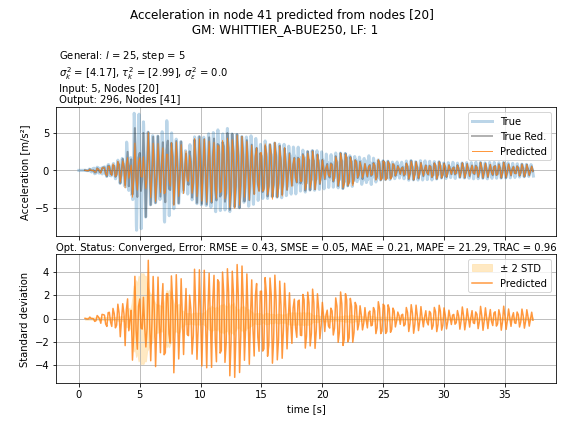 Acceleration in node 41 predicted from nodes [20]
GM: WHITTIER_A-BUE250, LF: 1
General: l = 25, step = 5
σ²ₖ = [4.17], τ²ₖ = [2.99], σ²ε = 0.0
Input: 5, Nodes [20]
Output: 296, Nodes [41]
Acceleration [m/s²]
5
0
−5
True
True Red.
Predicted
Opt. Status: Converged, Error: RMSE = 0.43, SMSE = 0.05, MAE = 0.21, MAPE = 21.29, TRAC = 0.96
Standard deviation
4
2
0
−2
−4
± 2 STD
Predicted
0 5 10 15 20 25 30 35
time [s]